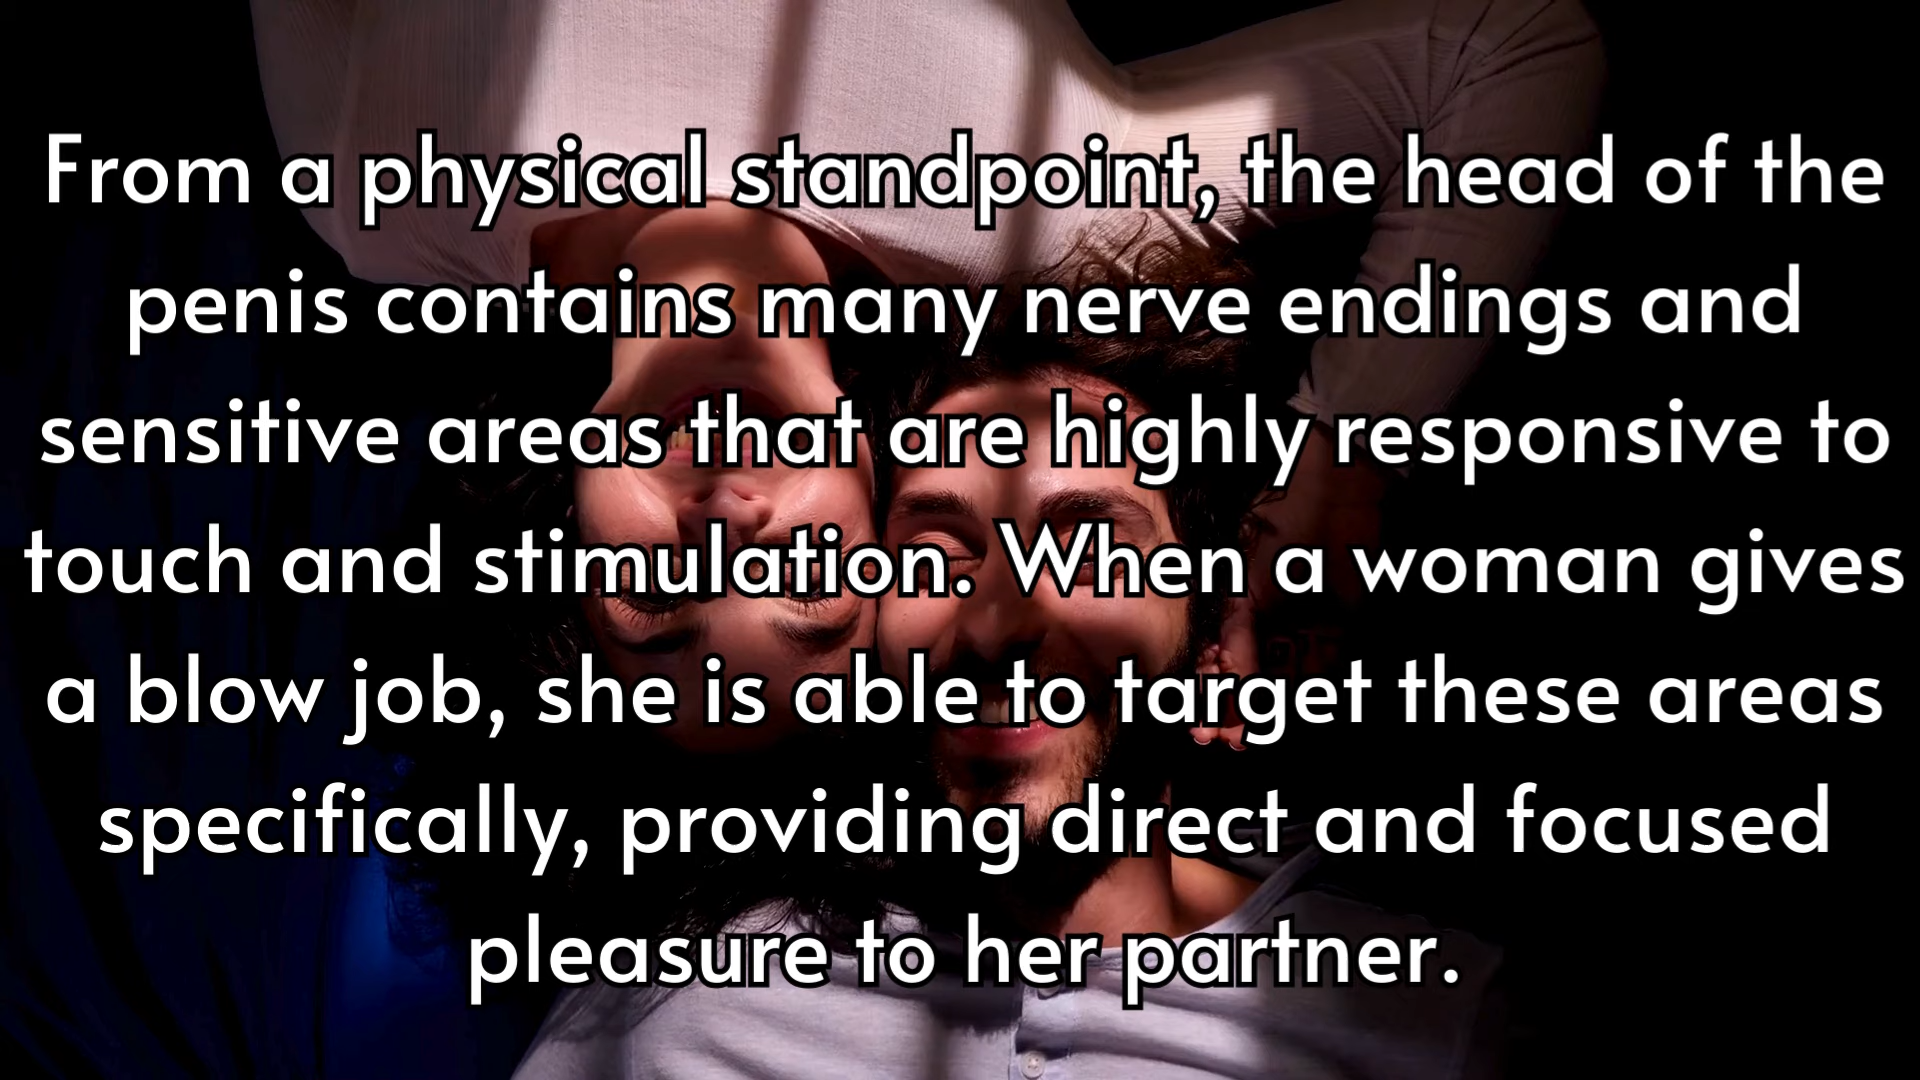 From a physical standpoint, the head of the
penis contains many nerve endings and
sensitive areas that are highly responsive to
touch and stimulation. When a woman gives
a blow job, she is able to target these areas
specifically, providing direct and focused
pleasure to her partner.